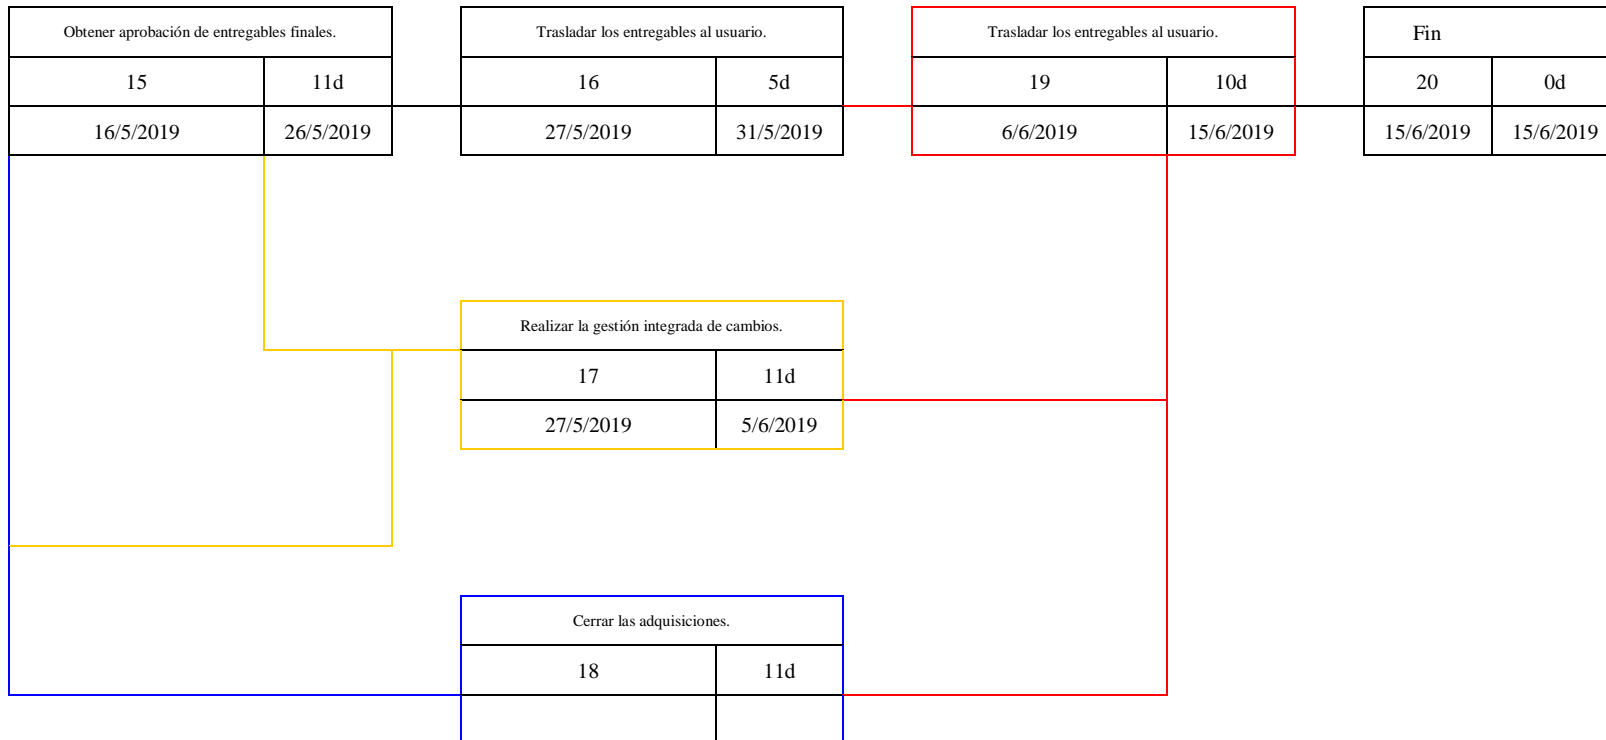 Obtener aprobación de entregables finales.
15 11d
16/5/2019 26/5/2019
Trasladar los entregables al usuario.
16 5d
27/5/2019 31/5/2019
Trasladar los entregables al usuario.
19 10d
6/6/2019 15/6/2019
Fin
20 0d
15/6/2019 15/6/2019
Realizar la gestión integrada de cambios.
17 11d
27/5/2019 5/6/2019
Cerrar las adquisiciones.
18 11d